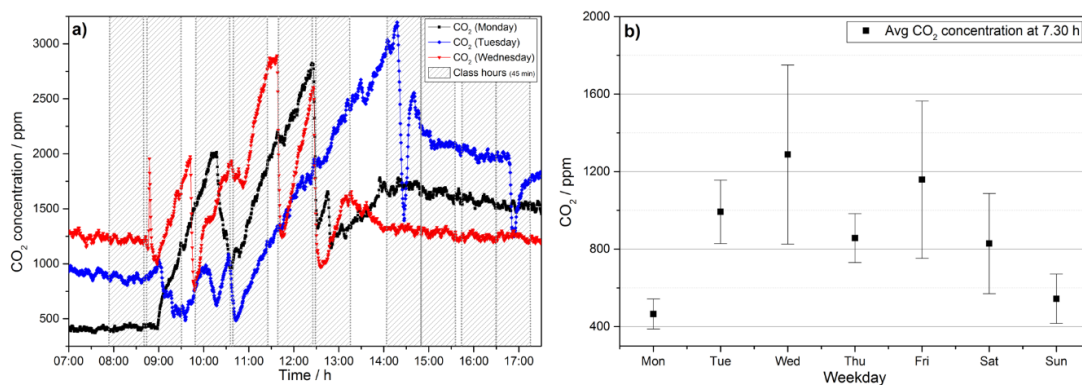 a)
CO2 (Monday)
CO2 (Tuesday)
CO2 (Wednesday)
Class hours (45 min)
CO2 concentration / ppm
3000
2500
2000
1500
1000
500
07:00 08:00 09:00 10:00 11:00 12:00 13:00 14:00 15:00 16:00 17:00
Time / h
b)
Avg CO2 concentration at 7.30 h
CO2 / ppm
2000
1600
1200
800
400
Mon Tue Wed Thu Fri Sat Sun
Weekday